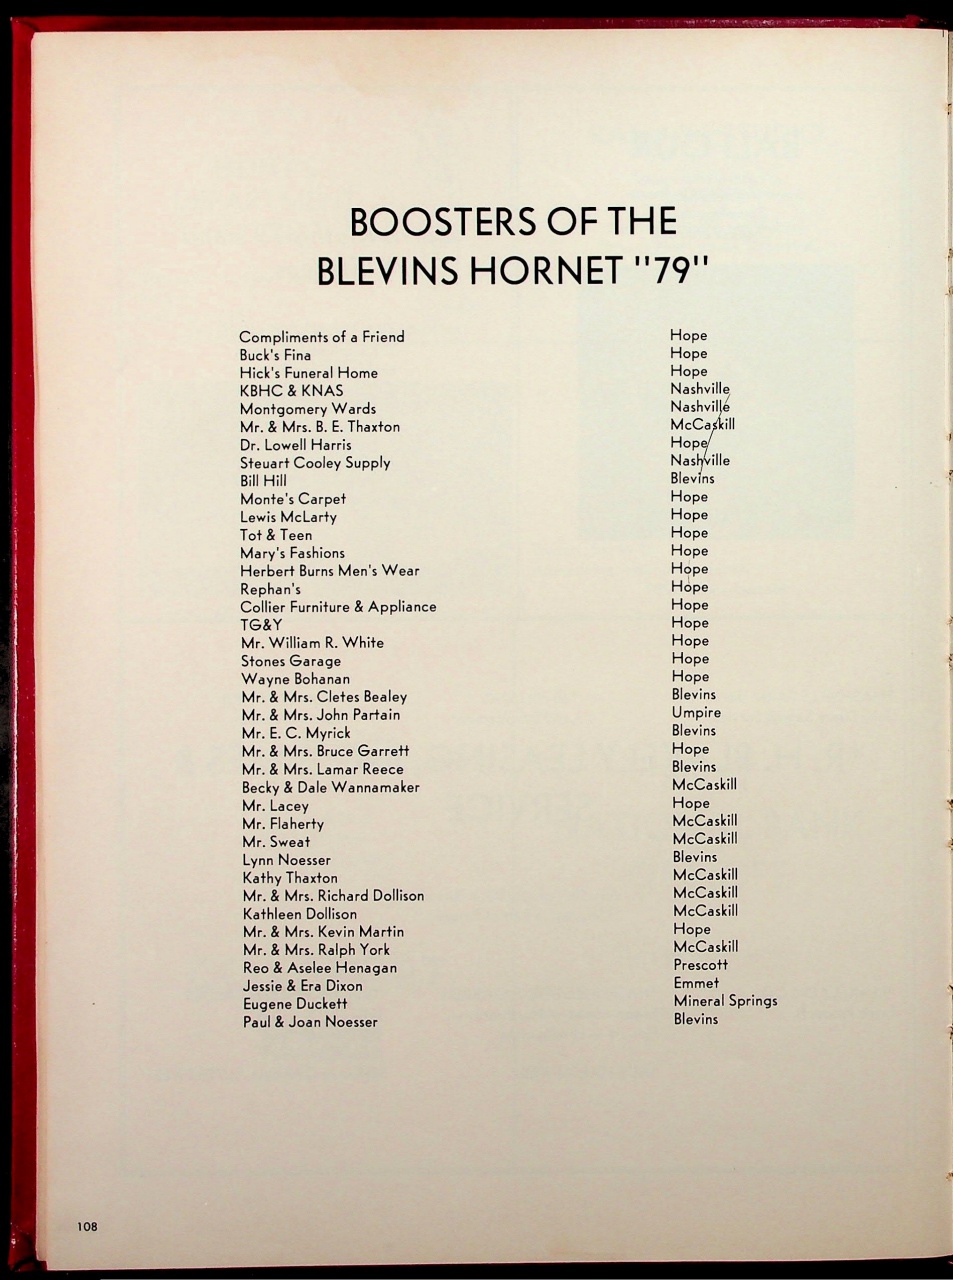 BOOSTERS OF THE
BLEVINS HORNET "79"
Compliments of a Friend Hope
Buck's Fina Hope
Hick's Funeral Home Hope
KBHC & KNAS Nashville
Montgomery Wards Nashville
Mr. & Mrs. B. E. Thaxton McCaskill
Dr. Lowell Harris Hope
Steuart Cooley Supply Nashville
Bill Hill Blevins
Monte's Carpet Hope
Lewis McLarty Hope
Tot & Teen Hope
Mary's Fashions Hope
Herbert Burns Men's Wear Hope
Rephan's Hope
Collier Furniture & Appliance Hope
TG&Y Hope
Mr. William R. White Hope
Stones Garage Hope
Wayne Bohanan Hope
Mr. & Mrs. Cletes Bealey Blevins
Mr. & Mrs. John Partain Umpire
Mr. E. C. Myrick Blevins
Mr. & Mrs. Bruce Garrett Hope
Mr. & Mrs. Lamar Reece Blevins
Becky & Dale Wannamaker McCaskill
Mr. Lacey Hope
Mr. Flaherty McCaskill
Mr. Sweat McCaskill
Lynn Noesser Blevins
Kathy Thaxton McCaskill
Mr. & Mrs. Richard Dollison McCaskill
Kathleen Dollison McCaskill
Mr. & Mrs. Kevin Martin Hope
Mr. & Mrs. Ralph York McCaskill
Reo & Aselee Henagan Prescott
Jessie & Era Dixon Emmet
Eugene Duckett Mineral Springs
Paul & Joan Noesser Blevins
108